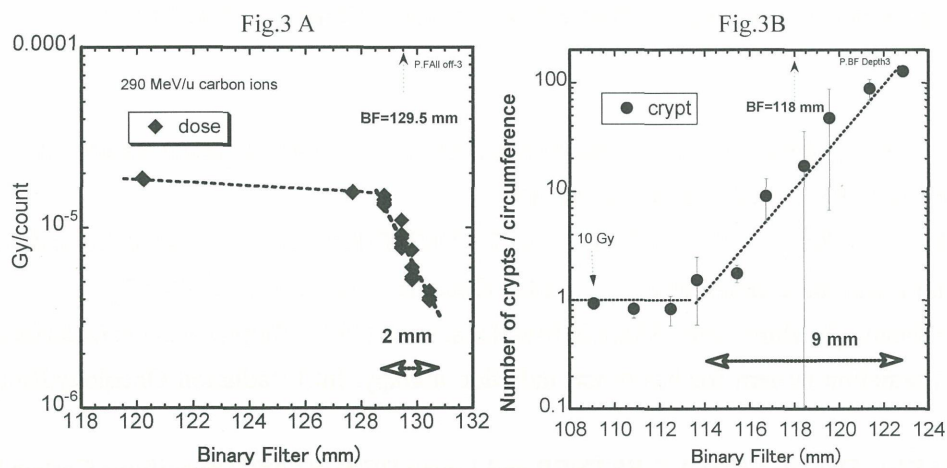 Fig.3 A
0.0001
P.FAll off-3
290 MeV/u carbon ions
BF=129.5 mm
dose
Gy/count
10-5
2 mm
10-6
118 120 122 124 126 128 130 132
Binary Filter (mm)
Fig.3B
100
P.BF Depth3
crypt
BF=118 mm
Number of crypts / circumference
10
10 Gy
1
9 mm
0.1
108 110 112 114 116 118 120 122 124
Binary Filter (mm)